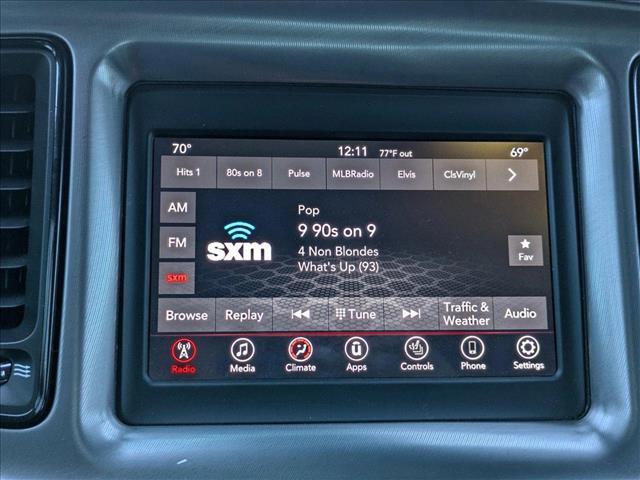 70° 12:11 77°F out 69°
Hits 1 80s on 8 Pulse MLBRadio Elvis ClsVinyl
AM
FM
sxm
sxm
Pop
9 90s on 9
4 Non Blondes
What's Up (93)
Fav
Browse Replay Tune Traffic & Weather Audio
Radio Media Climate Apps Controls Phone Settings